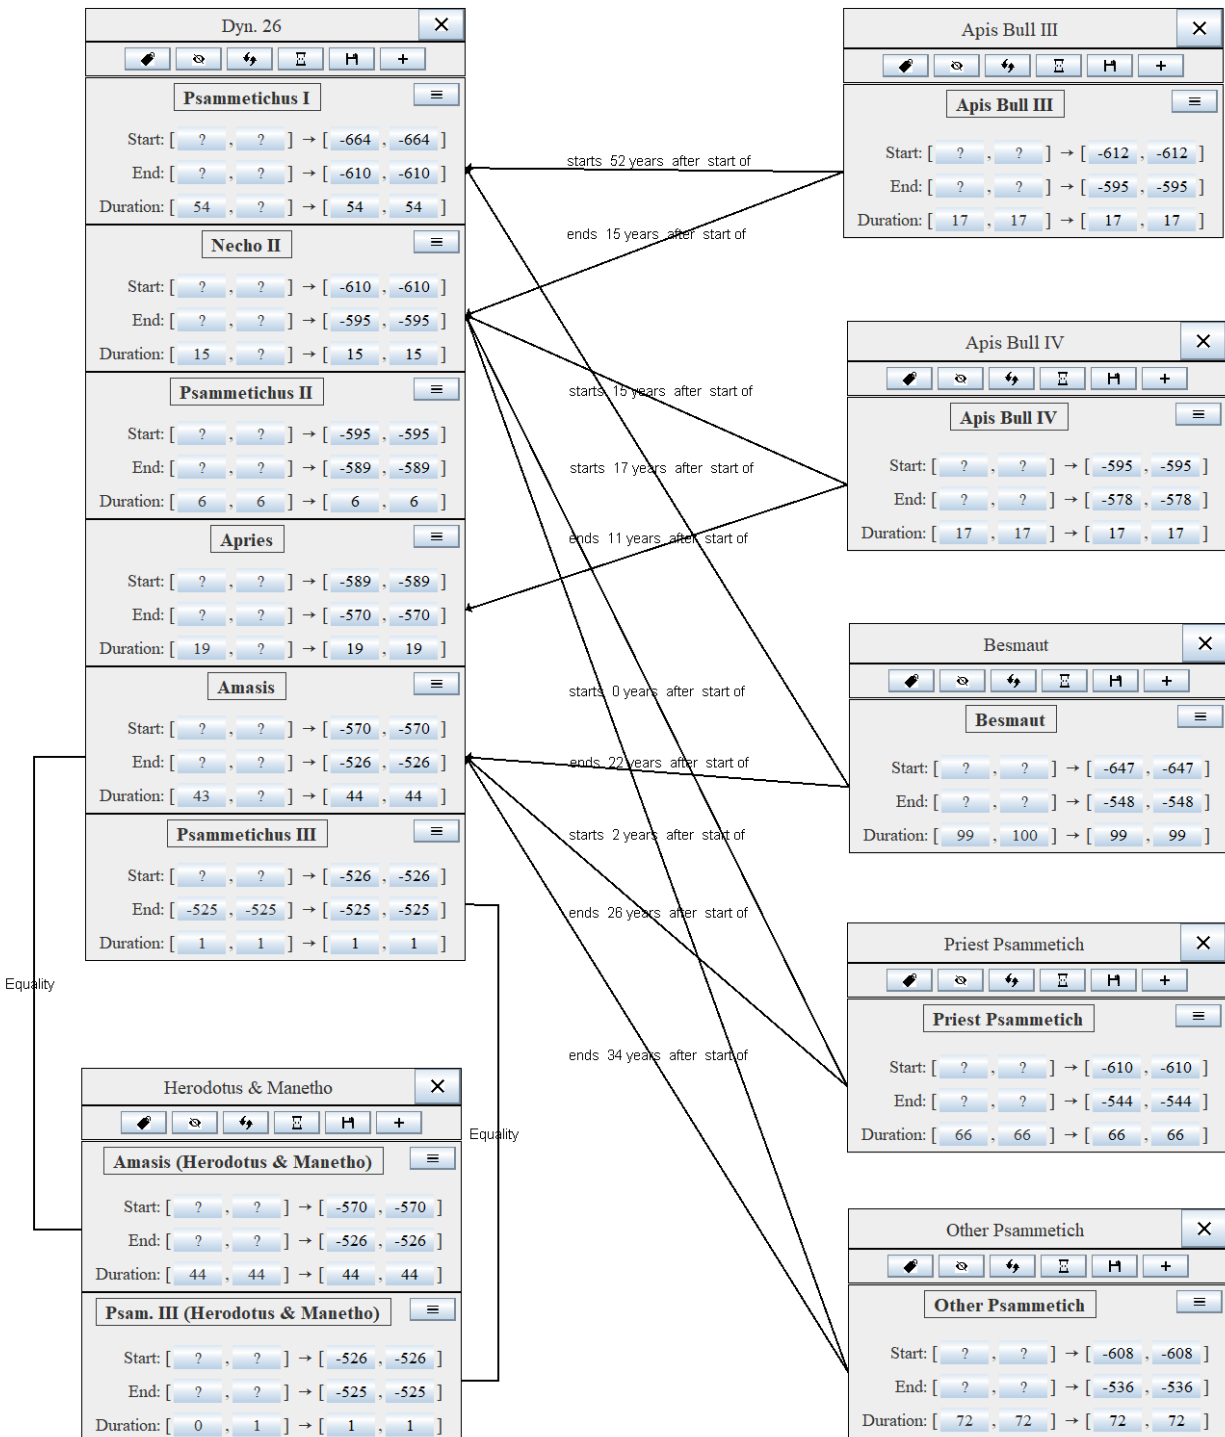 Dyn. 26
Psammetichus I
Start: [ ? , ? ] → [ -664 , -664 ]
End: [ ? , ? ] → [ -610 , -610 ]
Duration: [ 54 , ? ] → [ 54 , 54 ]
Necho II
Start: [ ? , ? ] → [ -610 , -610 ]
End: [ ? , ? ] → [ -595 , -595 ]
Duration: [ 15 , ? ] → [ 15 , 15 ]
Psammetichus II
Start: [ ? , ? ] → [ -595 , -595 ]
End: [ ? , ? ] → [ -589 , -589 ]
Duration: [ 6 , 6 ] → [ 6 , 6 ]
Apries
Start: [ ? , ? ] → [ -589 , -589 ]
End: [ ? , ? ] → [ -570 , -570 ]
Duration: [ 19 , ? ] → [ 19 , 19 ]
Amasis
Start: [ ? , ? ] → [ -570 , -570 ]
End: [ ? , ? ] → [ -526 , -526 ]
Duration: [ 43 , ? ] → [ 44 , 44 ]
Psammetichus III
Start: [ ? , ? ] → [ -526 , -526 ]
End: [ -525 , -525 ] → [ -525 , -525 ]
Duration: [ 1 , 1 ] → [ 1 , 1 ]
Equality
Herodotus & Manetho
Equality
Amasis (Herodotus & Manetho)
Start: [ ? , ? ] → [ -570 , -570 ]
End: [ ? , ? ] → [ -526 , -526 ]
Duration: [ 44 , 44 ] → [ 44 , 44 ]
Psam. III (Herodotus & Manetho)
Start: [ ? , ? ] → [ -526 , -526 ]
End: [ ? , ? ] → [ -525 , -525 ]
Duration: [ 0 , 1 ] → [ 1 , 1 ]
starts 52 years after start of
ends 15 years after start of
starts 15 years after start of
starts 17 years after start of
ends 11 years after start of
starts 0 years after start of
ends 22 years after start of
starts 2 years after start of
ends 26 years after start of
ends 34 years after start of
Apis Bull III
Apis Bull III
Start: [ ? , ? ] → [ -612 , -612 ]
End: [ ? , ? ] → [ -595 , -595 ]
Duration: [ 17 , 17 ] → [ 17 , 17 ]
Apis Bull IV
Apis Bull IV
Start: [ ? , ? ] → [ -595 , -595 ]
End: [ ? , ? ] → [ -578 , -578 ]
Duration: [ 17 , 17 ] → [ 17 , 17 ]
Besmaut
Besmaut
Start: [ ? , ? ] → [ -647 , -647 ]
End: [ ? , ? ] → [ -548 , -548 ]
Duration: [ 99 , 100 ] → [ 99 , 99 ]
Priest Psammetich
Priest Psammetich
Start: [ ? , ? ] → [ -610 , -610 ]
End: [ ? , ? ] → [ -544 , -544 ]
Duration: [ 66 , 66 ] → [ 66 , 66 ]
Other Psammetich
Other Psammetich
Start: [ ? , ? ] → [ -608 , -608 ]
End: [ ? , ? ] → [ -536 , -536 ]
Duration: [ 72 , 72 ] → [ 72 , 72 ]